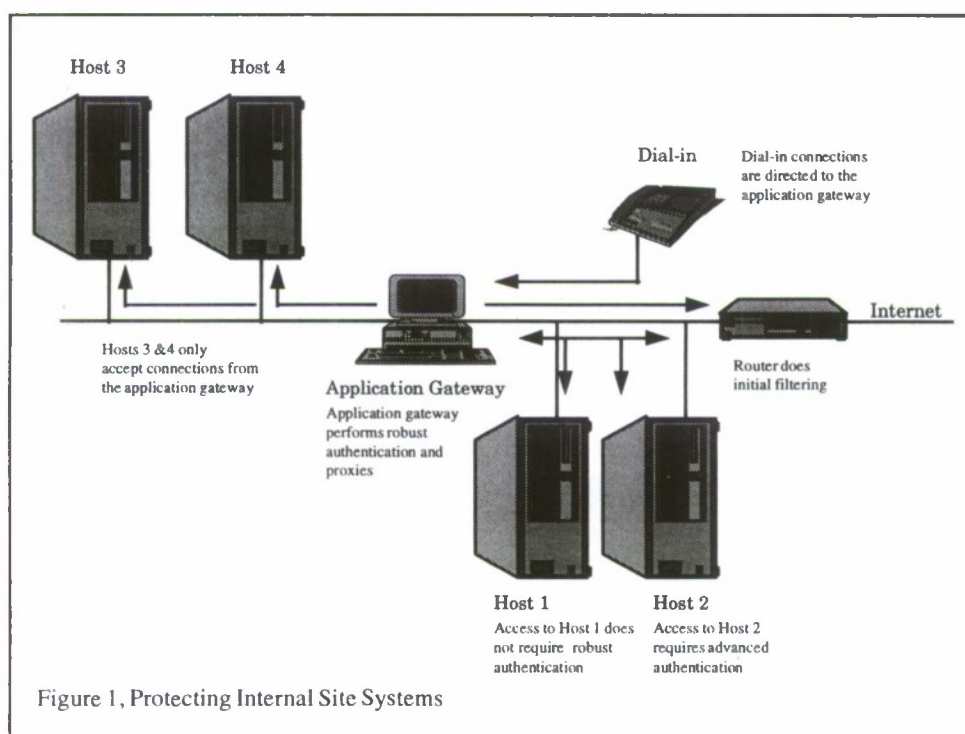 Host 3
Host 4
Dial-in
Dial-in connections
are directed to the
application gateway
Internet
Hosts 3 &4 only
accept connections from
the application gateway
Application Gateway
Application gateway
performs robust
authentication and
proxies
Router does
initial filtering
Host 1
Access to Host 1 does
not require robust
authentication
Host 2
Access to Host 2
requires advanced
authentication
Figure 1, Protecting Internal Site Systems